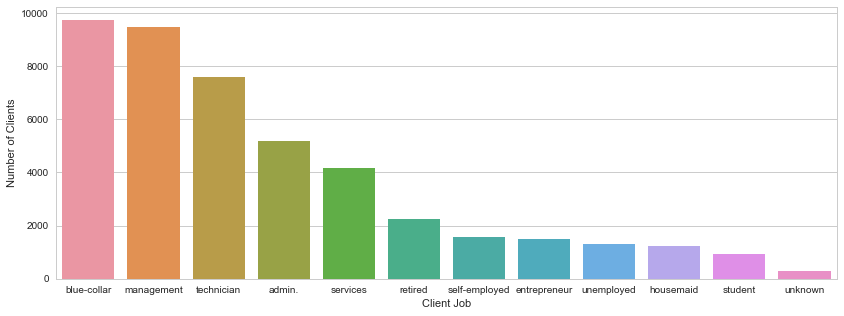 10000
8000
6000
4000
2000
0
Number of Clients
blue-collar management technician admin. services retired self-employed entrepreneur unemployed housemaid student unknown
Client Job